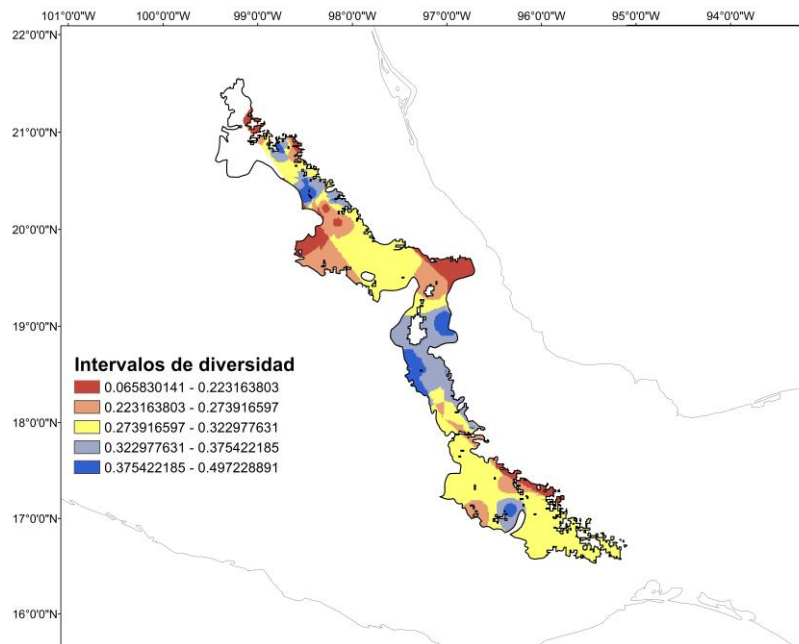 101°0'0"W 100°0'0"W 99°0'0"W 98°0'0"W 97°0'0"W 96°0'0"W 95°0'0"W 94°0'0"W
22°0'0"N
21°0'0"N
20°0'0"N
19°0'0"N
Intervalos de diversidad
0.065830141 - 0.223163803
0.223163803 - 0.273916597
18°0'0"N
0.273916597 - 0.322977631
0.322977631 - 0.375422185
0.375422185 - 0.497228891
17°0'0"N
16°0'0"N